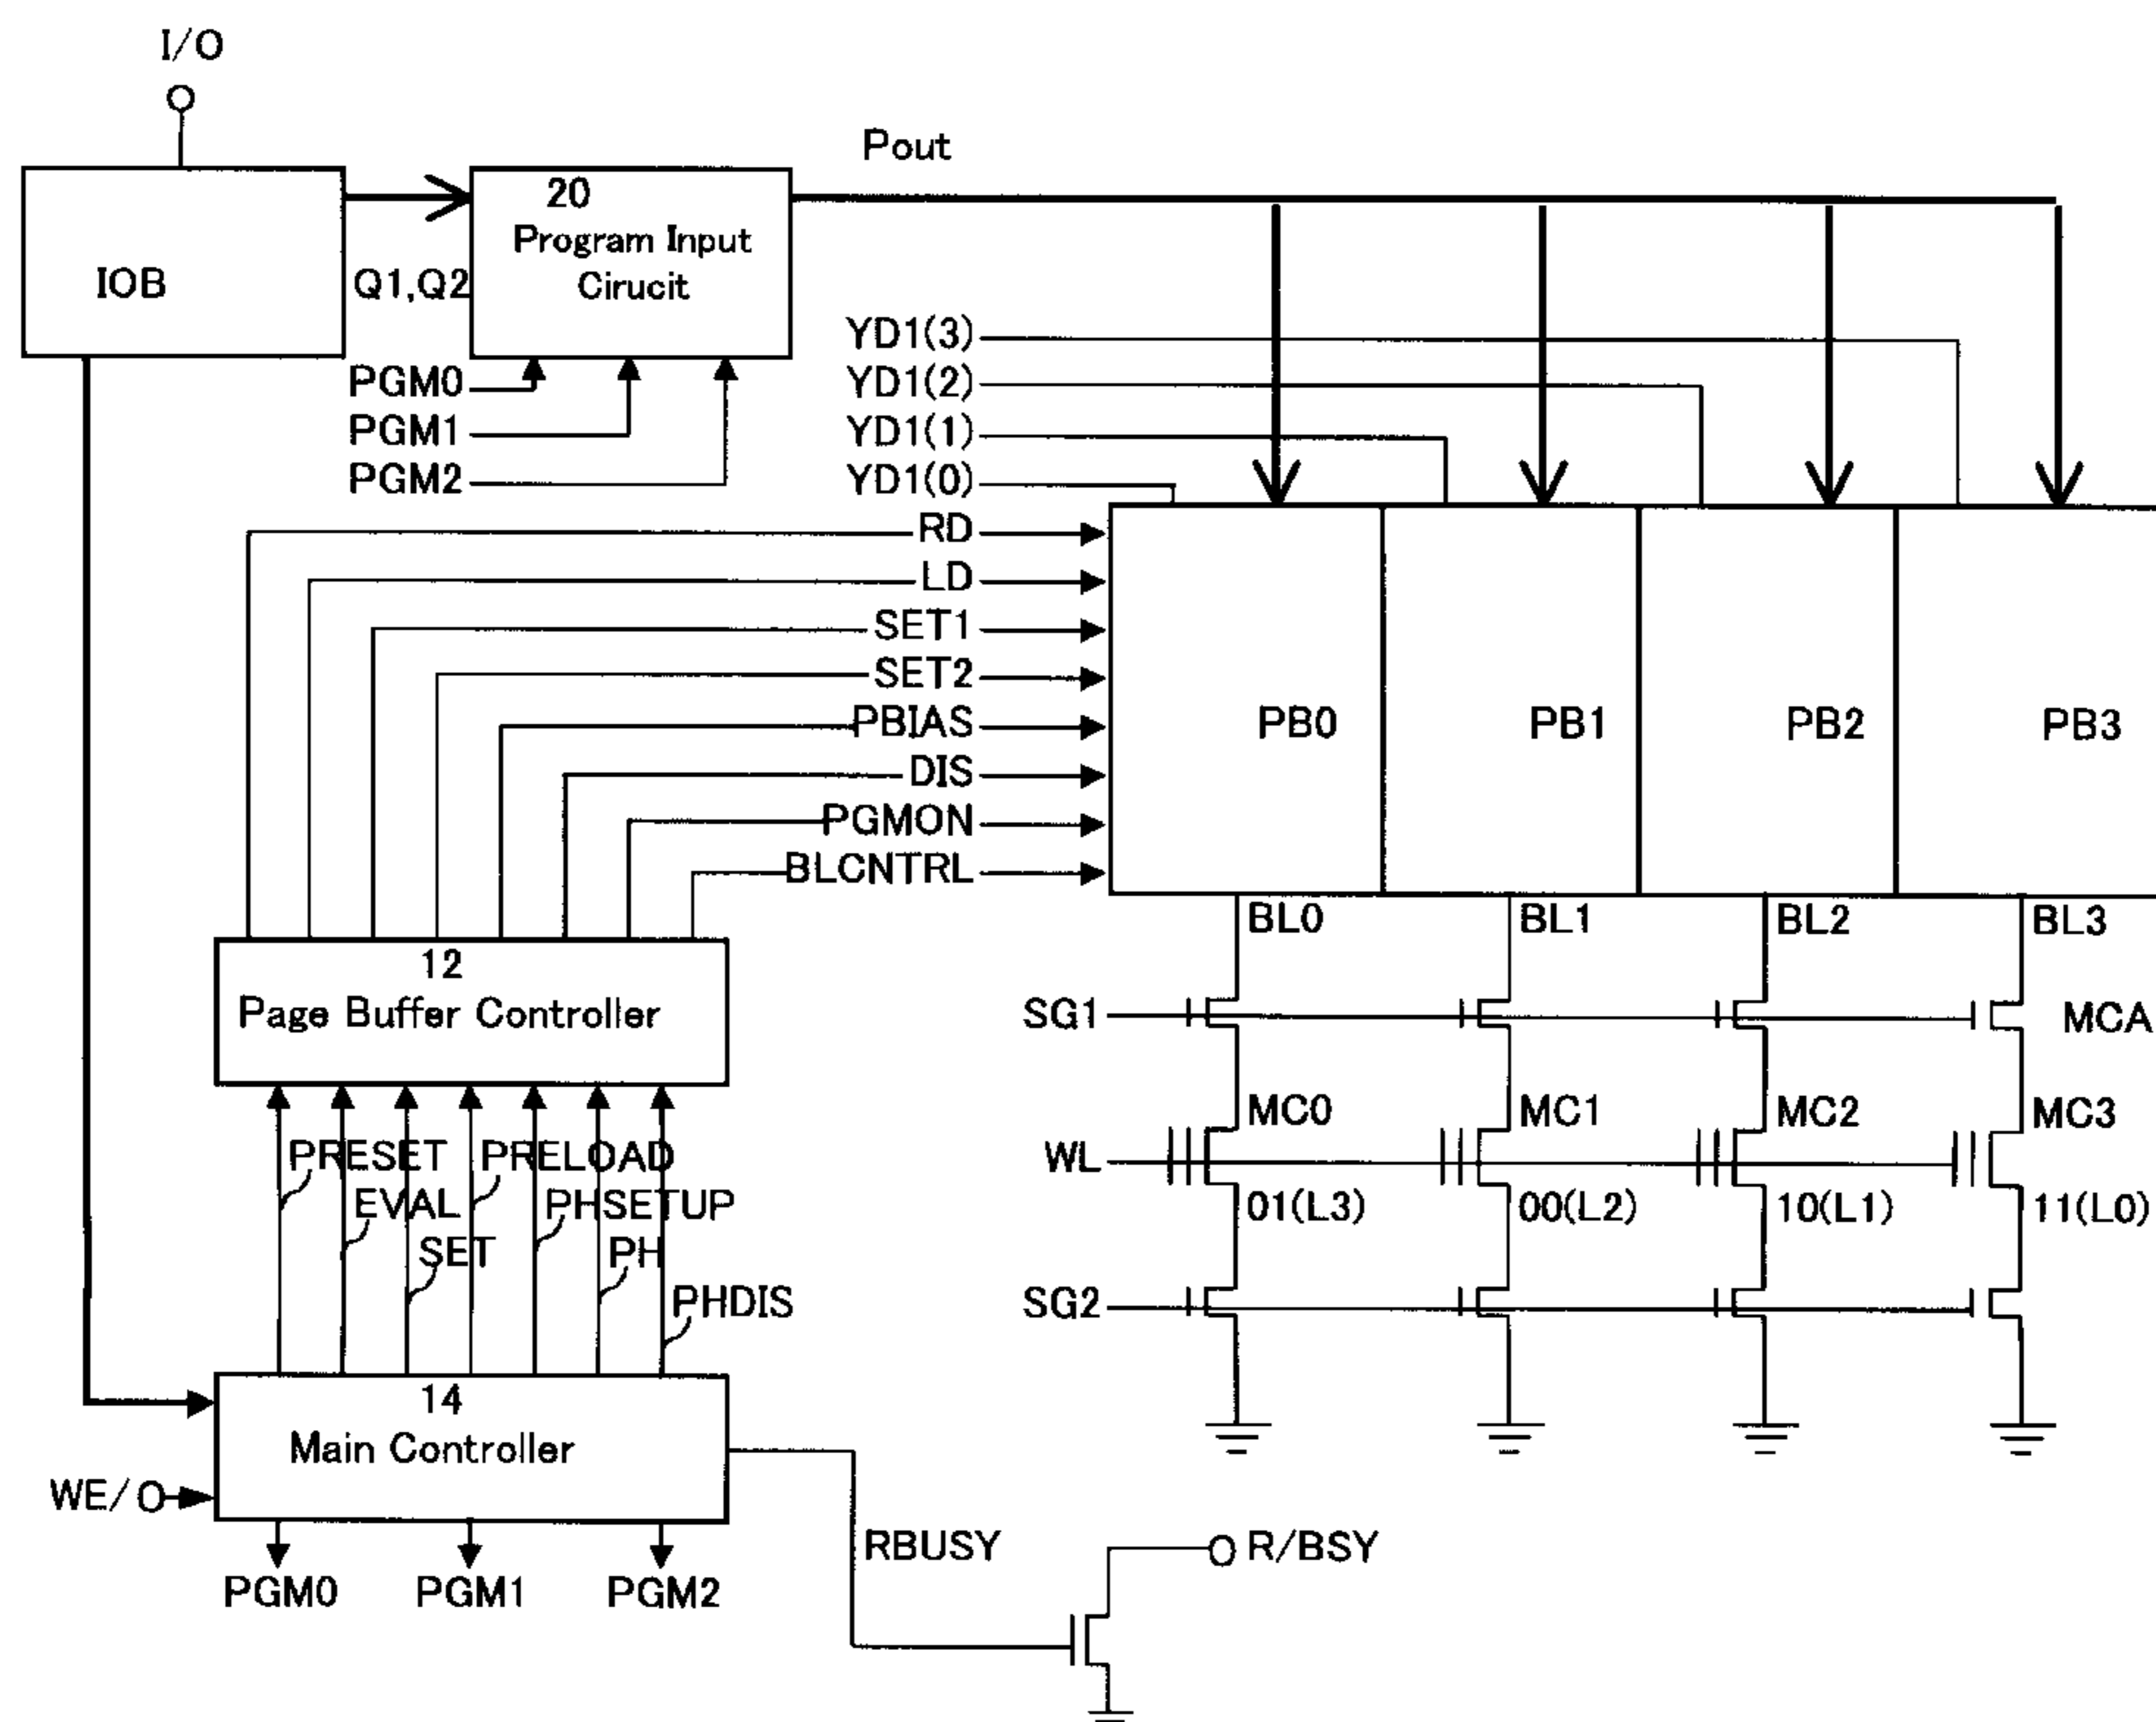 I/O
Pout
20
Program Input
Cirucit
IOB
Q1,Q2
YD1(3)
PGM0
YD1(2)
PGM1
YD1(1)
PGM2
YD1(0)
RD
LD
SET1
SET2
PBIAS
PB0
PB1
PB2
PB3
DIS
PGMON
BLCNTRL
BL0
BL1
BL2
BL3
12
Page Buffer Controller
SG1
MCA
MC0
MC1
MC2
MC3
PRESET
PRELOAD
WL
EVAL
PHSETUP
01(L3)
00(L2)
10(L1)
11(L0)
SET
PH
PHDIS
SG2
14
Main Controller
WE/
RBUSY
R/BSY
PGM0
PGM1
PGM2